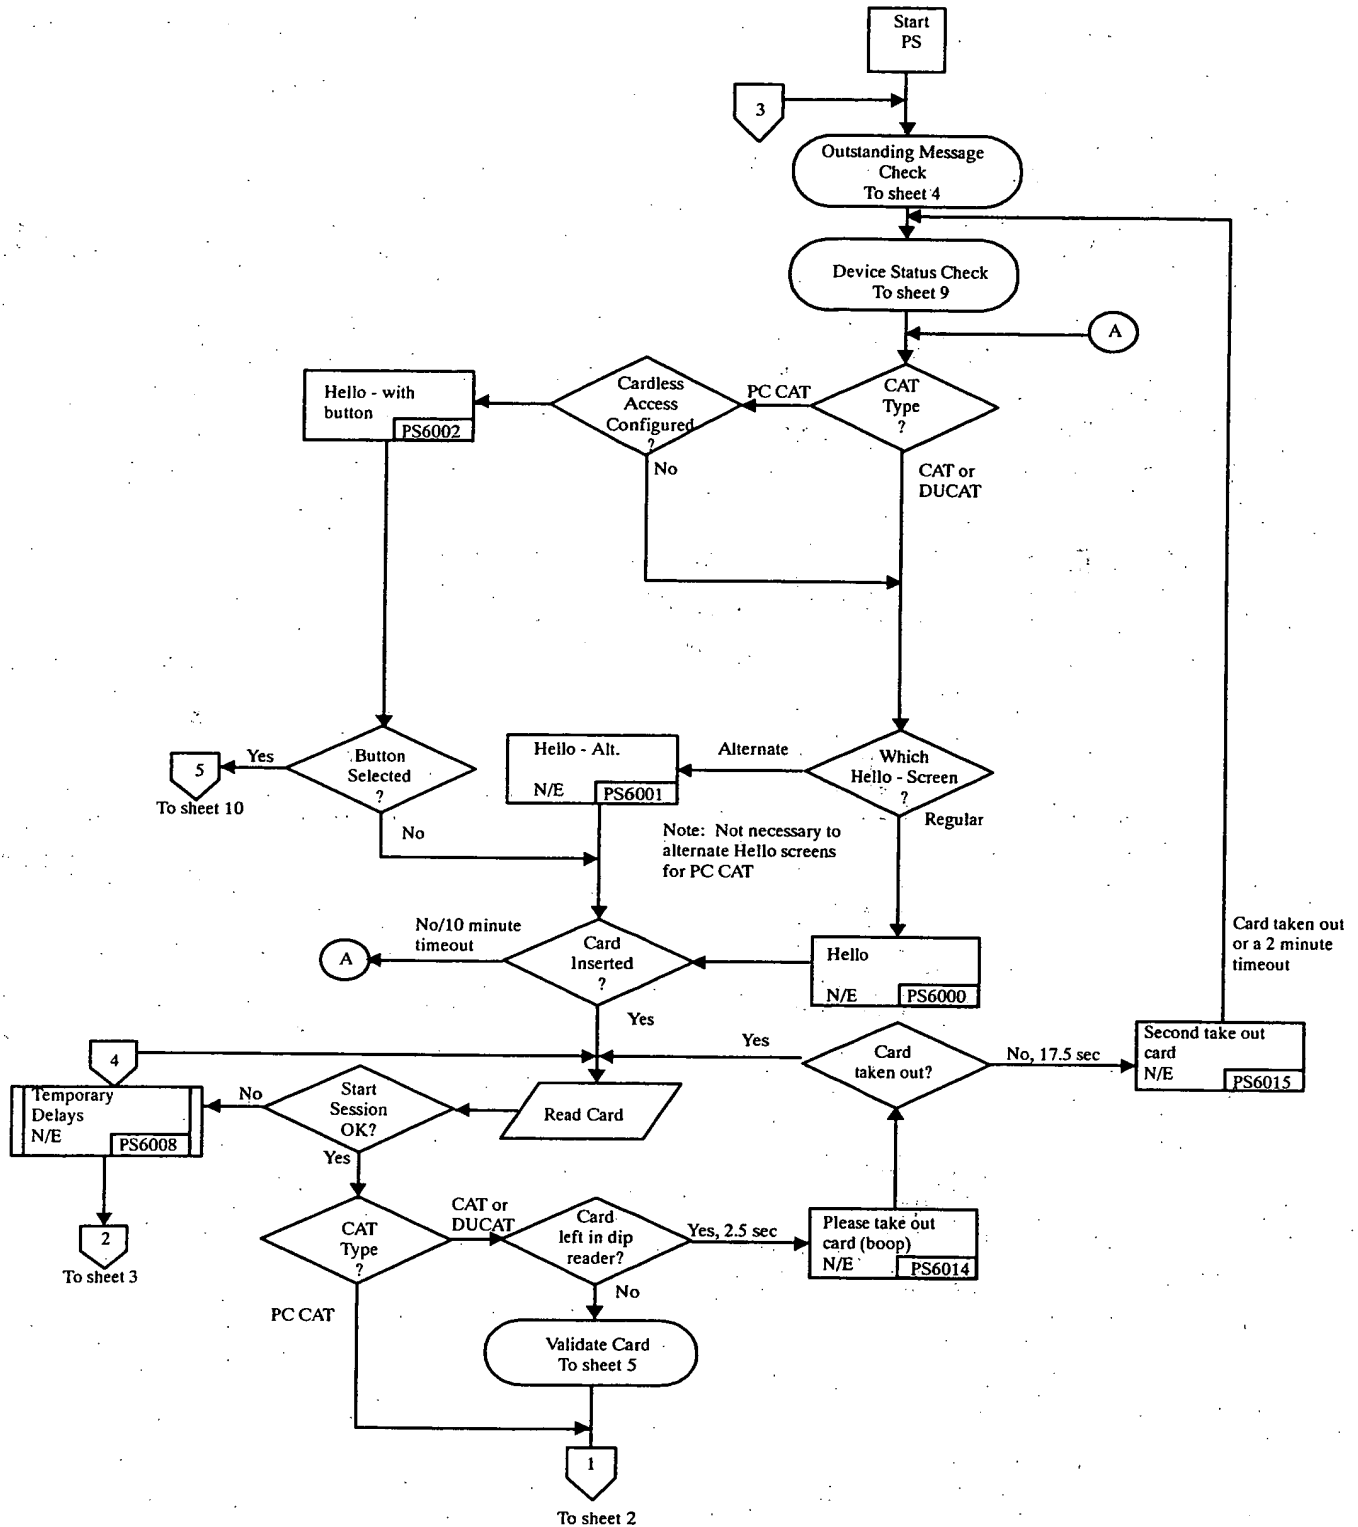 Start
PS
3
Outstanding Message
Check
To sheet 4
Device Status Check
To sheet 9
A
Hello - with
button
PS6002
Cardless
Access
Configured
?
PC CAT
CAT
Type
?
No
CAT or
DUCAT
5
To sheet 10
Yes
Button
Selected
?
No
Hello - Alt.
N/E
PS6001
Alternate
Which
Hello - Screen
?
Regular
Note: Not necessary to
alternate Hello screens
for PC CAT
A
No/10 minute
timeout
Card
Inserted
?
Yes
Hello
N/E
PS6000
Card taken out
or a 2 minute
timeout
4
Temporary
Delays
N/E
PS6008
No
Start
Session
OK?
Yes
Read Card
Yes
Card
taken out?
No, 17.5 sec
Second take out
card
N/E
PS6015
2
To sheet 3
CAT
Type
?
CAT or
DUCAT
Card
left in dip
reader?
Yes, 2.5 sec
Please take out
card (boop)
N/E
PS6014
PC CAT
No
Validate Card
To sheet 5
1
To sheet 2